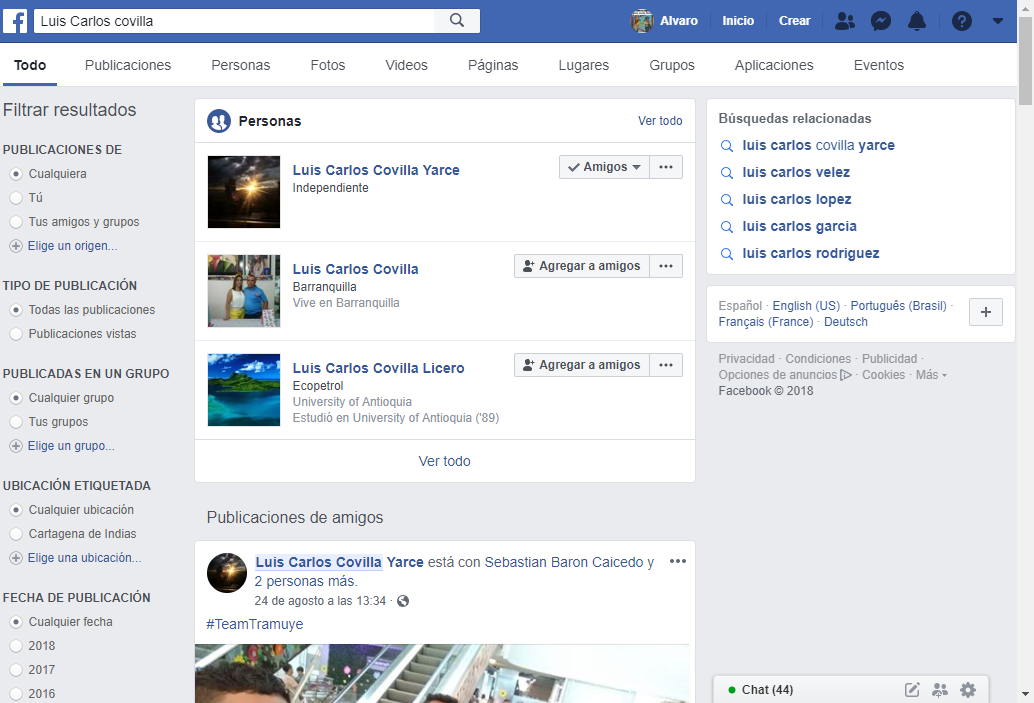 Luis Carlos covilla
Alvaro
Inicio
Crear
Todo
Publicaciones
Personas
Fotos
Videos
Páginas
Lugares
Grupos
Aplicaciones
Eventos
Filtrar resultados
PUBLICACIONES DE
Cualquiera
Tú
Tus amigos y grupos
Elige un origen...
TIPO DE PUBLICACIÓN
Todas las publicaciones
Publicaciones vistas
PUBLICADAS EN UN GRUPO
Cualquier grupo
Tus grupos
Elige un grupo...
UBICACIÓN ETIQUETADA
Cualquier ubicación
Cartagena de Indias
Elige una ubicación...
FECHA DE PUBLICACIÓN
Cualquier fecha
2018
2017
2016
Personas
Ver todo
Luis Carlos Covilla Yarce
Independiente
Amigos
Luis Carlos Covilla
Barranquilla
Vive en Barranquilla
Agregar a amigos
Luis Carlos Covilla Licero
Ecopetrol
University of Antioquia
Estudió en University of Antioquia ('89)
Agregar a amigos
Ver todo
Publicaciones de amigos
Luis Carlos Covilla Yarce está con Sebastian Baron Caicedo y
2 personas más.
24 de agosto a las 13:34 ·
#TeamTramuye
Búsquedas relacionadas
luis carlos covilla yarce
luis carlos velez
luis carlos lopez
luis carlos garcia
luis carlos rodriguez
Español · English (US) · Português (Brasil) ·
Français (France) · Deutsch
Privacidad · Condiciones · Publicidad ·
Opciones de anuncios · Cookies · Más
Facebook © 2018
Chat (44)